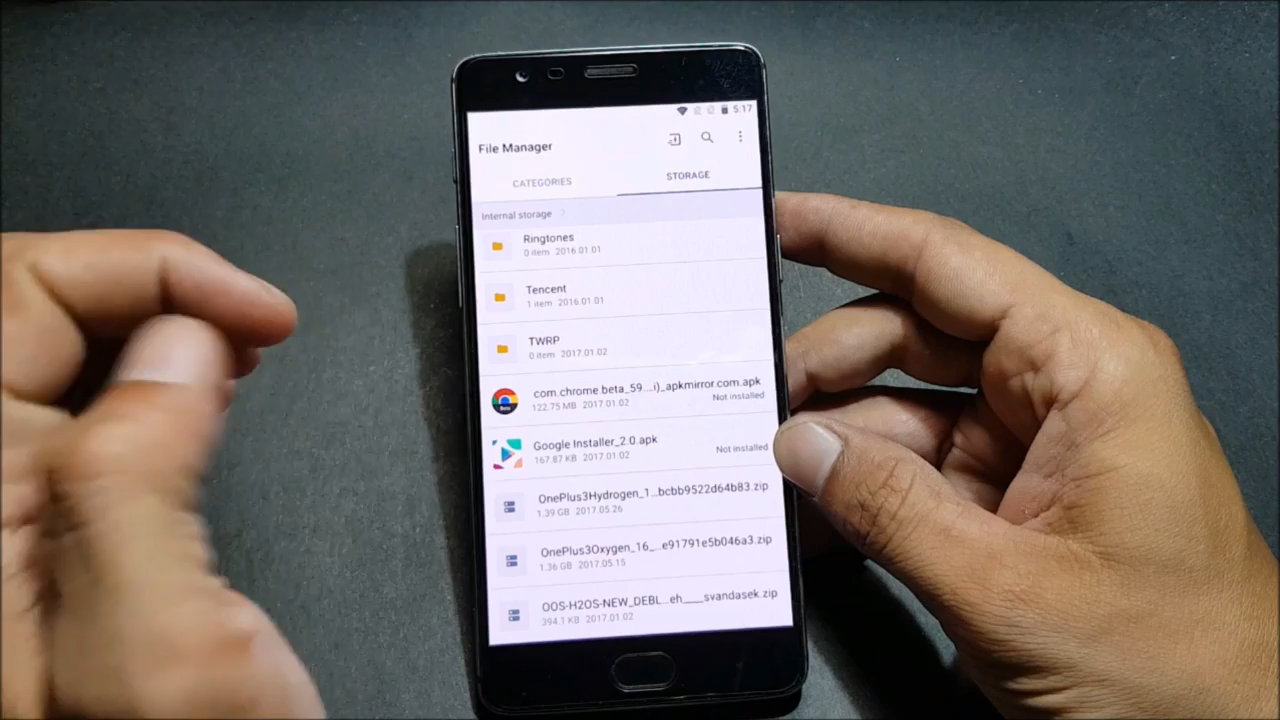 5:17
File Manager
CATEGORIES
STORAGE
Internal storage
Ringtones
0 item 2016.01.01
Tencent
1 item 2016.01.01
TWRP
0 item 2017.01.02
com.chrome.beta_59...i)_apkmirror.com.apk
122.75 MB 2017.01.02
Not installed
Beta
Google Installer_2.0.apk
167.87 KB 2017.01.02
Not installed
OnePlus3Hydrogen_1...bcbb9522d64b83.zip
1.39 GB 2017.05.26
OnePlus3Oxygen_16_...e91791e5b046a3.zip
1.36 GB 2017.05.15
OOS-H2OS-NEW_DEBL...eh____svandasek.zip
394.1 KB 2017.01.02